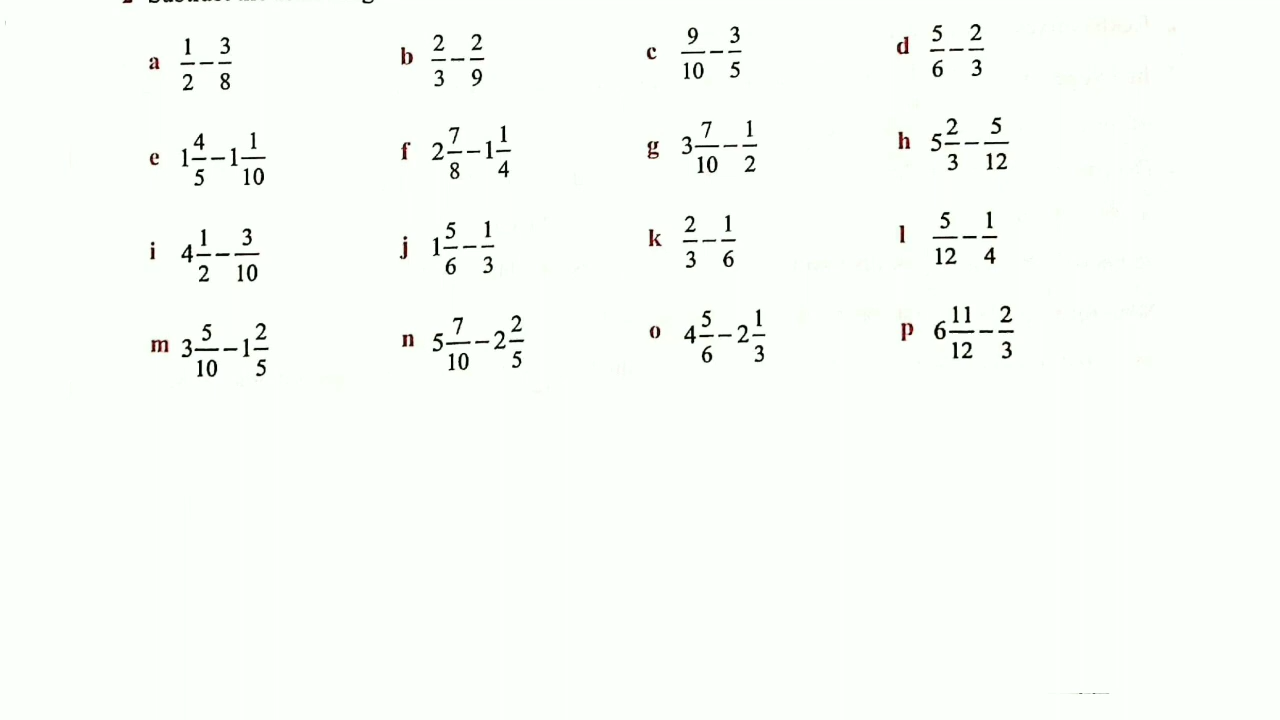 a 1/2 − 3/8 b 2/3 − 2/9 c 9/10 − 3/5 d 5/6 − 2/3
e 1 4/5 − 1 1/10 f 2 7/8 − 1 1/4 g 3 7/10 − 1/2 h 5 2/3 − 5/12
i 4 1/2 − 3/10 j 1 5/6 − 1/3 k 2/3 − 1/6 l 5/12 − 1/4
m 3 5/10 − 1 2/5 n 5 7/10 − 2 2/5 o 4 5/6 − 2 1/3 p 6 11/12 − 2/3